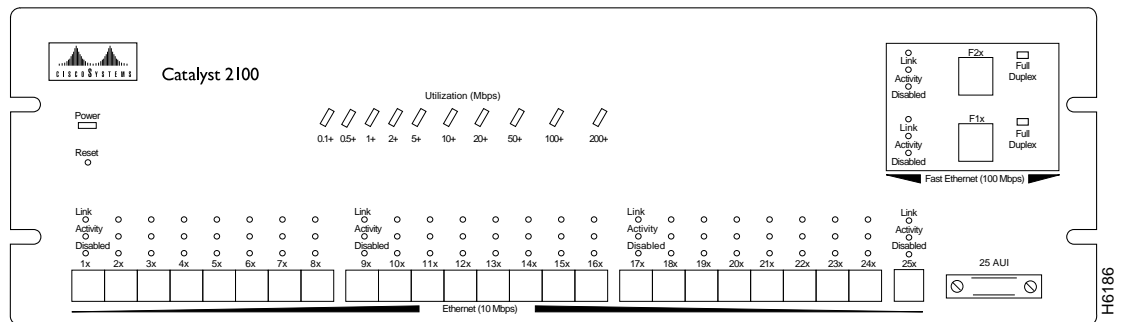 CISCO SYSTEMS
Catalyst 2100
Power
Reset
Utilization (Mbps)
0.1+ 0.5+ 1+ 2+ 5+ 10+ 20+ 50+ 100+ 200+
Link
Activity
Disabled
F2x
Full
Duplex
Link
Activity
Disabled
F1x
Full
Duplex
Fast Ethernet (100 Mbps)
Link
Activity
Disabled
1x 2x 3x 4x 5x 6x 7x 8x
Link
Activity
Disabled
9x 10x 11x 12x 13x 14x 15x 16x
Link
Activity
Disabled
17x 18x 19x 20x 21x 22x 23x 24x
Link
Activity
Disabled
25x
25 AUI
Ethernet (10 Mbps)
H6186